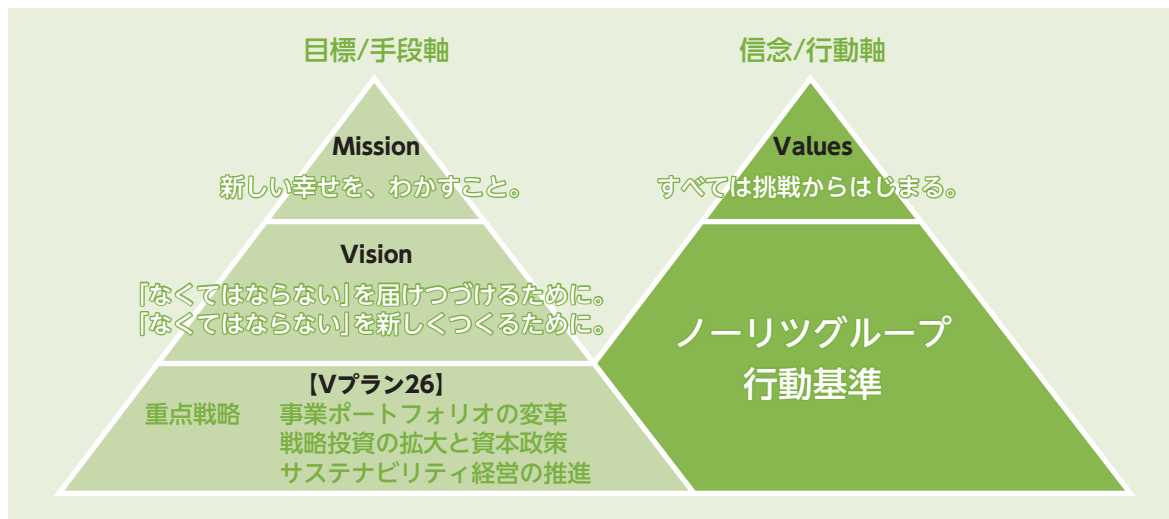 目標/手段軸
Mission
新しい幸せを、わかすこと。
Vision
「なくてはならない」を届けつづけるために。
「なくてはならない」を新しくつくるために。
【Vプラン26】
重点戦略 事業ポートフォリオの変革
戦略投資の拡大と資本政策
サステナビリティ経営の推進
信念/行動軸
Values
すべては挑戦からはじまる。
ノーリツグループ
行動基準